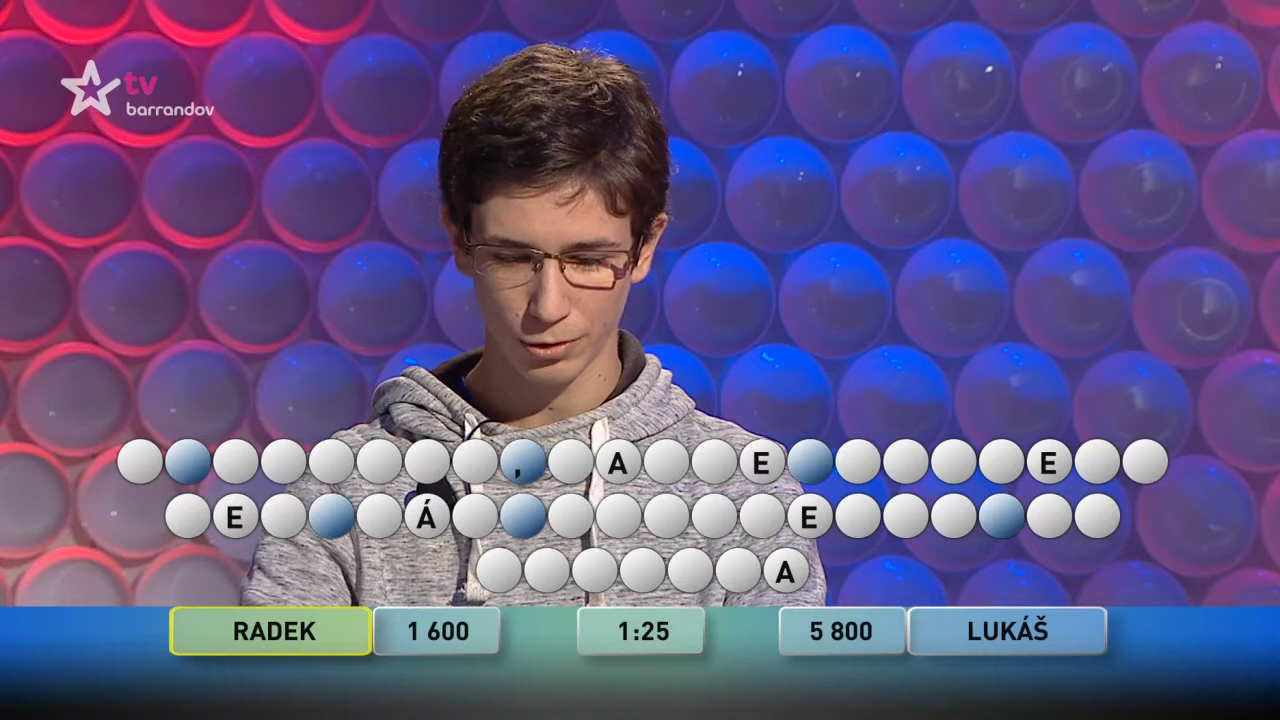 tv
barrandov
, A E E
E Á E
A
RADEK 1 600 1:25 5 800 LUKÁŠ